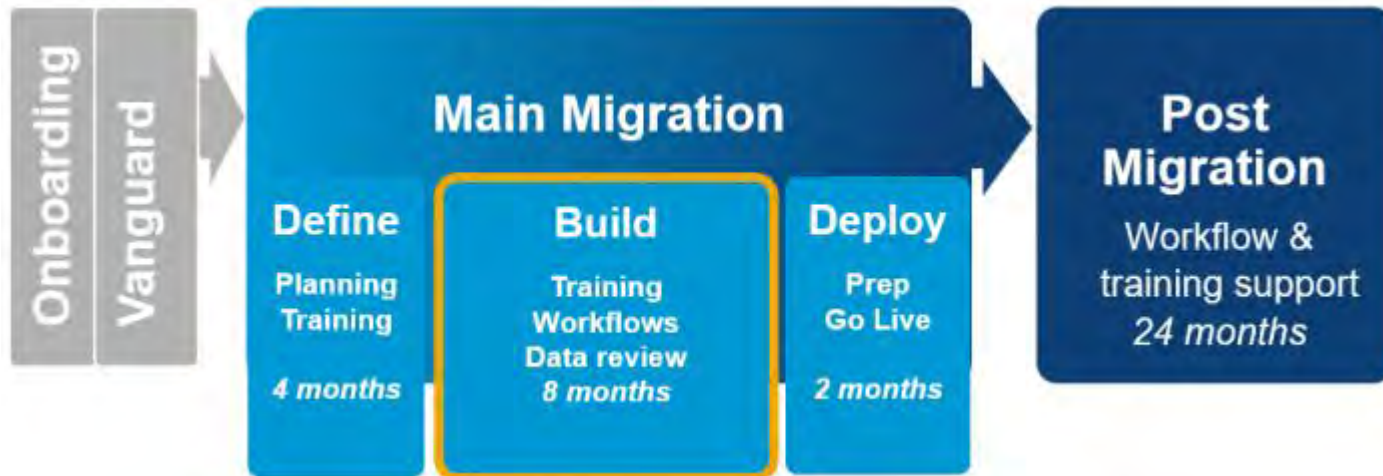 Onboarding
Vanguard
Main Migration
Define
Planning
Training
4 months
Build
Training
Workflows
Data review
8 months
Deploy
Prep
Go Live
2 months
Post
Migration
Workflow &
training support
24 months